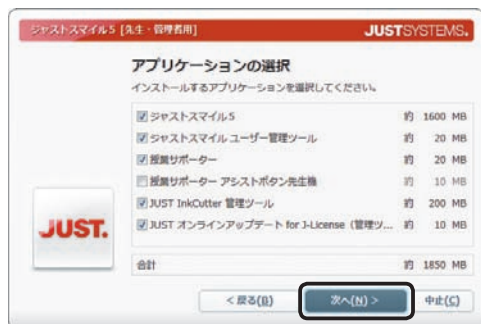 ジャストスマイル5 [先生・管理者用]
JUSTSYSTEMS.
アプリケーションの選択
インストールするアプリケーションを選択してください。
ジャストスマイル5 約 1600 MB
ジャストスマイル ユーザー管理ツール 約 20 MB
授業サポーター 約 20 MB
授業サポーター アシストボタン先生機 約 10 MB
JUST InkCutter 管理ツール 約 200 MB
JUST オンラインアップデート for J-License（管理ツ... 約 10 MB
JUST.
合計 約 1850 MB
< 戻る(B) 次へ(N) > 中止(C)